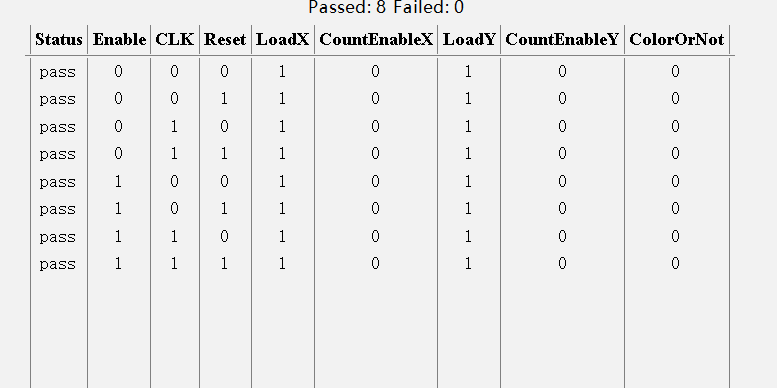 Passed: 8 Failed: 0
Status Enable CLK Reset LoadX CountEnableX LoadY CountEnableY ColorOrNot
pass 0 0 0 1 0 1 0 0
pass 0 0 1 1 0 1 0 0
pass 0 1 0 1 0 1 0 0
pass 0 1 1 1 0 1 0 0
pass 1 0 0 1 0 1 0 0
pass 1 0 1 1 0 1 0 0
pass 1 1 0 1 0 1 0 0
pass 1 1 1 1 0 1 0 0